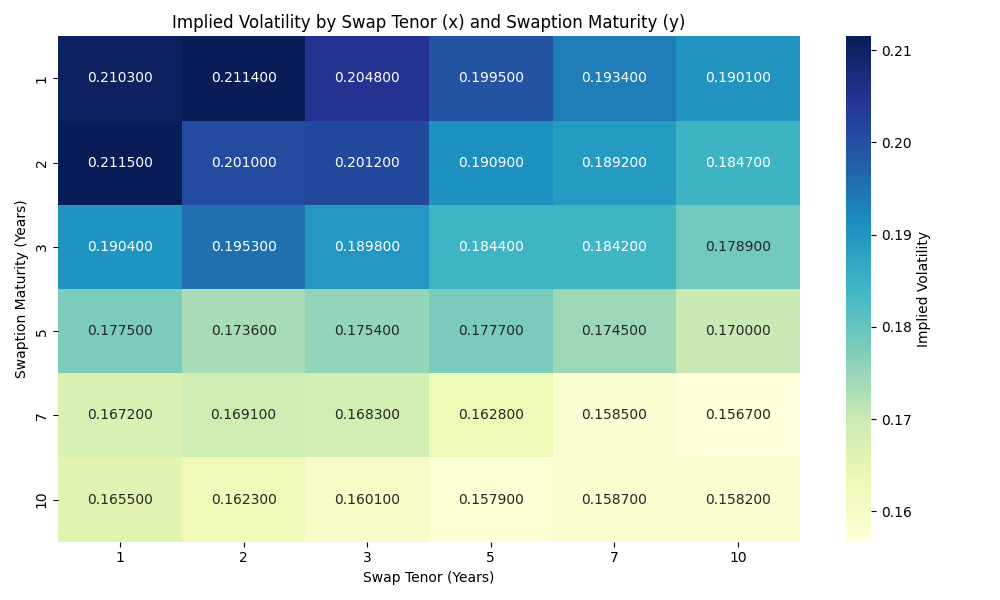 Implied Volatility by Swap Tenor (x) and Swaption Maturity (y)
Swaption Maturity (Years)
1 0.210300 0.211400 0.204800 0.199500 0.193400 0.190100
2 0.211500 0.201000 0.201200 0.190900 0.189200 0.184700
3 0.190400 0.195300 0.189800 0.184400 0.184200 0.178900
5 0.177500 0.173600 0.175400 0.177700 0.174500 0.170000
7 0.167200 0.169100 0.168300 0.162800 0.158500 0.156700
10 0.165500 0.162300 0.160100 0.157900 0.158700 0.158200
1 2 3 5 7 10
Swap Tenor (Years)
0.21
0.20
0.19
0.18
0.17
0.16
Implied Volatility